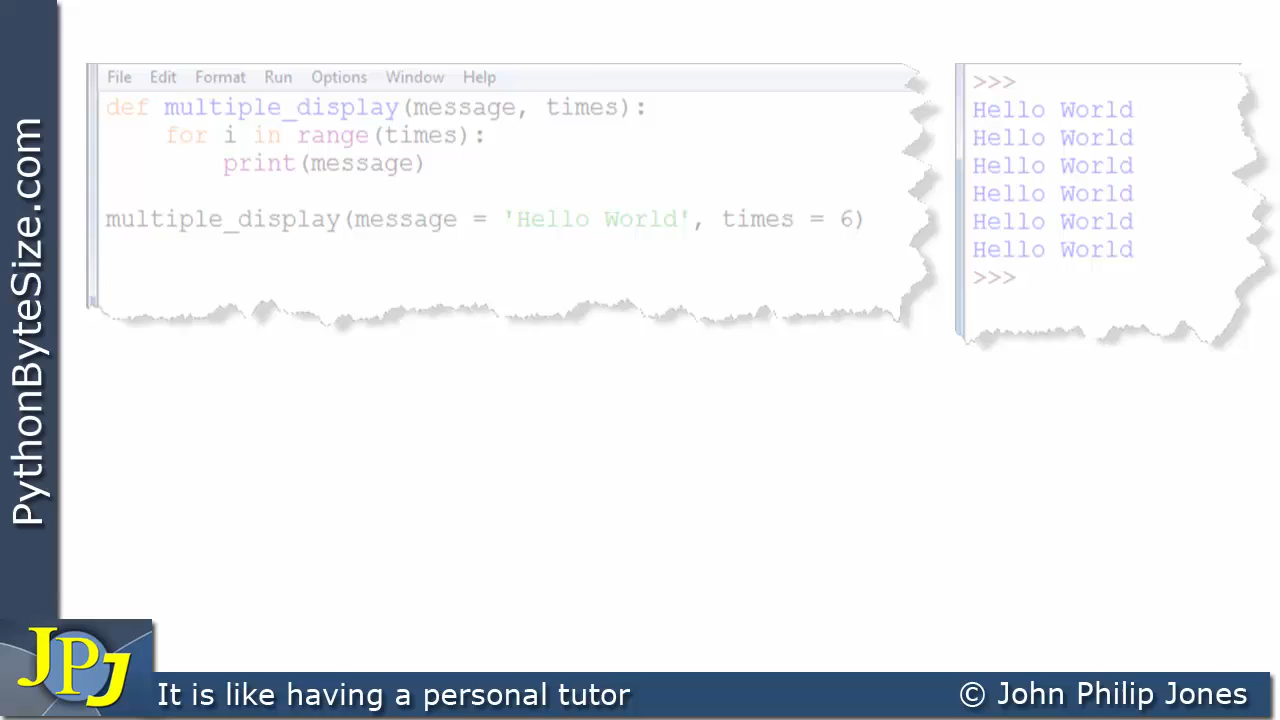 PythonByteSize.com
File Edit Format Run Options Window Help
def multiple_display(message, times):
    for i in range(times):
        print(message)
multiple_display(message = 'Hello World', times = 6)
>>>
Hello World
Hello World
Hello World
Hello World
Hello World
Hello World
>>>
JPJ
It is like having a personal tutor
© John Philip Jones